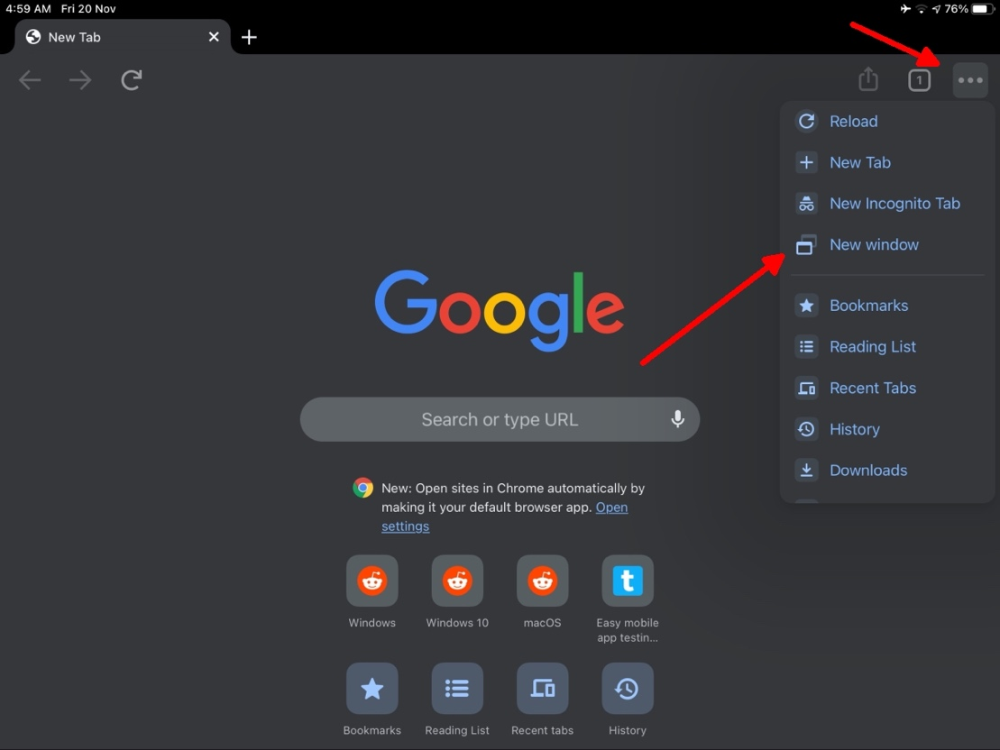 4:59 AM Fri 20 Nov
76%
New Tab
1
Reload
New Tab
New Incognito Tab
New window
Bookmarks
Reading List
Recent Tabs
History
Downloads
Google
Search or type URL
New: Open sites in Chrome automatically by
making it your default browser app. Open
settings
t
Windows
Windows 10
macOS
Easy mobile
app testin...
Bookmarks
Reading List
Recent tabs
History